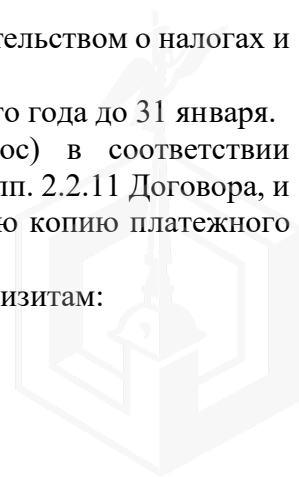 тельством о налогах и
го года до 31 января.
ос) в соответствии
пп. 2.2.11 Договора, и
ю копию платежного
изитам: